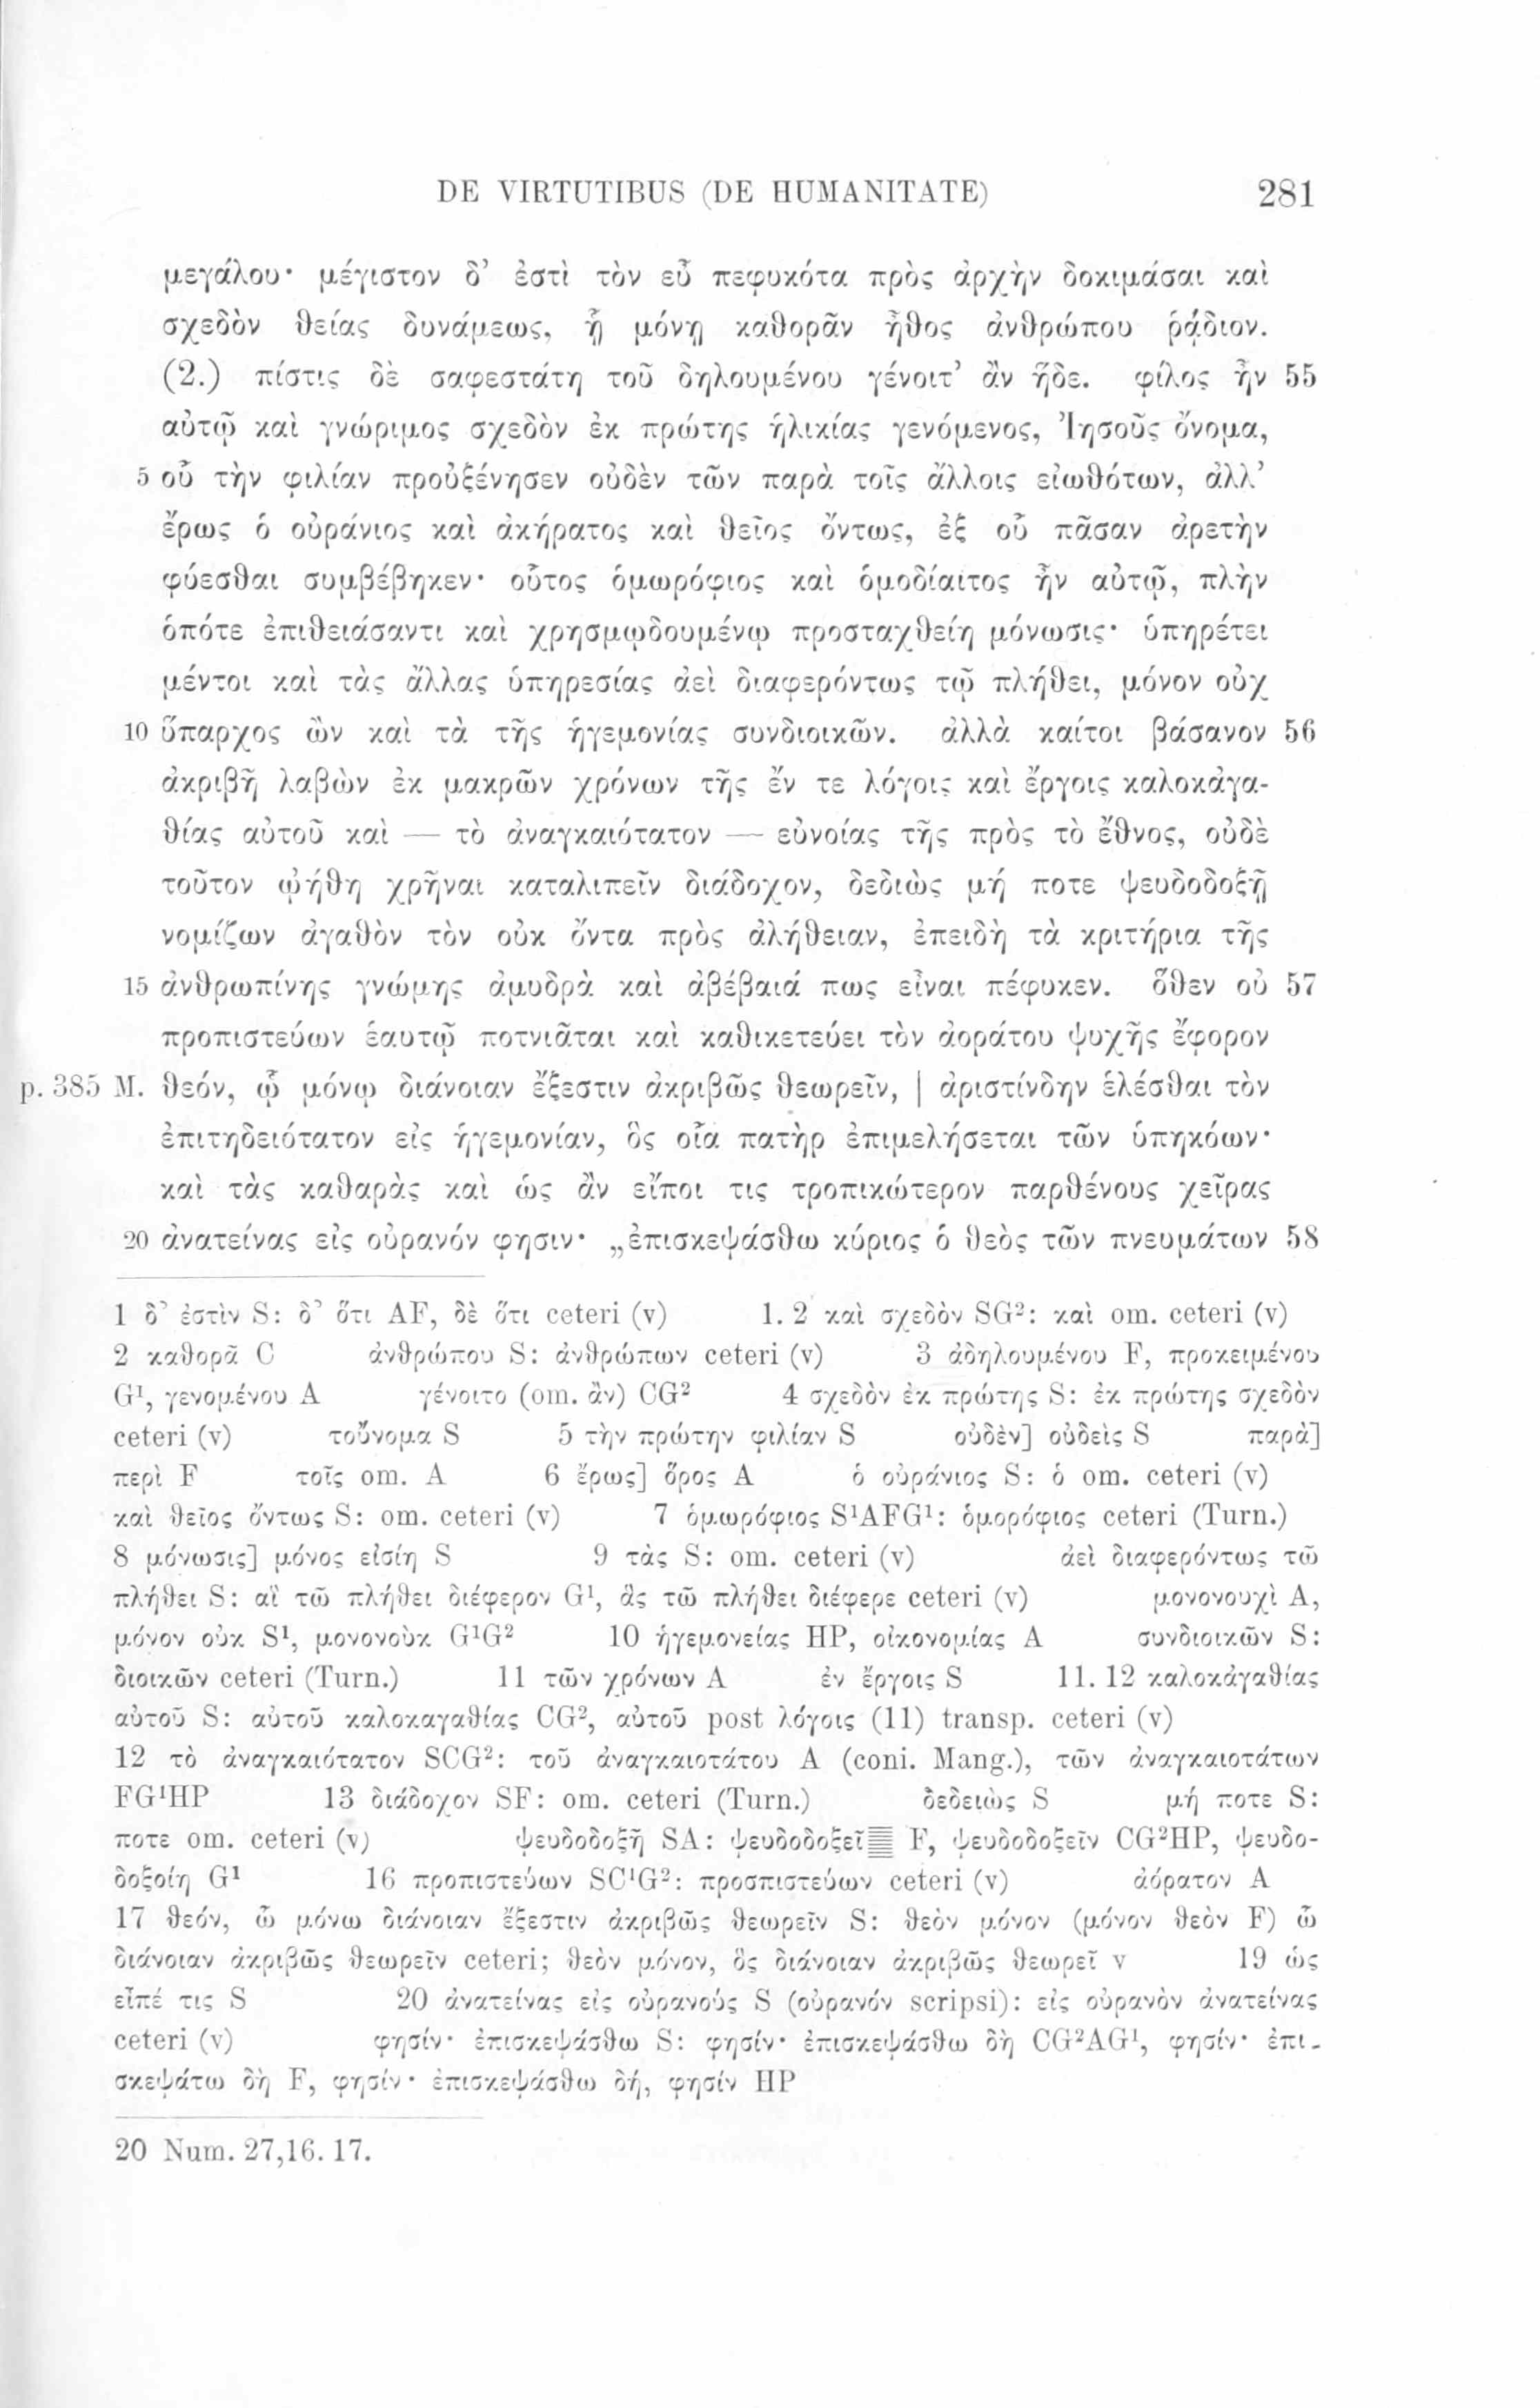 DE VIRTUTIBUS (DE HUMANITATE) 281
μεγάλου· μέγιστον δ’ ἐστὶ τὸν εὖ πεφυκότα πρὸς ἀρχὴν δοκιμάσαι καὶ
σχεδὸν θείας δυνάμεως, ᾗ μόνῃ καθορᾶν ἦθος ἀνθρώπου ῥᾴδιον.
(2.) πίστις δὲ σαφεστάτη τοῦ δηλουμένου γένοιτ’ ἂν ἥδε. φίλος ἦν 55
αὐτῷ καὶ γνώριμος σχεδὸν ἐκ πρώτης ἡλικίας γενόμενος, Ἰησοῦς ὄνομα,
5 οὗ τὴν φιλίαν προὐξένησεν οὐδὲν τῶν παρὰ τοῖς ἄλλοις εἰωθότων, ἀλλ’
ἔρως ὁ οὐράνιος καὶ ἀκήρατος καὶ θεῖος ὄντως, ἐξ οὗ πᾶσαν ἀρετὴν
φύεσθαι συμβέβηκεν· οὗτος ὁμωρόφιος καὶ ὁμοδίαιτος ἦν αὐτῷ, πλὴν
ὁπότε ἐπιθειάσαντι καὶ χρησμῳδουμένῳ προσταχθείη μόνωσις· ὑπηρέτει
μέντοι καὶ τὰς ἄλλας ὑπηρεσίας ἀεὶ διαφερόντως τῷ πλήθει, μόνον οὐχ
10 ὕπαρχος ὢν καὶ τὰ τῆς ἡγεμονίας συνδιοικῶν. ἀλλὰ καίτοι βάσανον 56
ἀκριβῆ λαβὼν ἐκ μακρῶν χρόνων τῆς ἔν τε λόγοις καὶ ἔργοις καλοκἀγα-
θίας αὐτοῦ καὶ — τὸ ἀναγκαιότατον — εὐνοίας τῆς πρὸς τὸ ἔθνος, οὐδὲ
τοῦτον ᾠήθη χρῆναι καταλιπεῖν διάδοχον, δεδιὼς μή ποτε ψευδοδοξῇ
νομίζων ἀγαθὸν τὸν οὐκ ὄντα πρὸς ἀλήθειαν, ἐπειδὴ τὰ κριτήρια τῆς
15 ἀνθρωπίνης γνώμης ἀμυδρὰ καὶ ἀβέβαιά πως εἶναι πέφυκεν. ὅθεν οὐ 57
προπιστεύων ἑαυτῷ ποτνιᾶται καὶ καθικετεύει τὸν ἀοράτου ψυχῆς ἔφορον
p. 385 M. θεόν, ᾧ μόνῳ διάνοιαν ἔξεστιν ἀκριβῶς θεωρεῖν, | ἀριστίνδην ἑλέσθαι τὸν
ἐπιτηδειότατον εἰς ἡγεμονίαν, ὃς οἷα πατὴρ ἐπιμελήσεται τῶν ὑπηκόων·
καὶ τὰς καθαρὰς καὶ ὡς ἂν εἴποι τις τροπικώτερον παρθένους χεῖρας
20 ἀνατείνας εἰς οὐρανόν φησιν· „ἐπισκεψάσθω κύριος ὁ θεὸς τῶν πνευμάτων 58
1 δ’ ἐστὶν S: δ’ ὅτι AF, δὲ ὅτι ceteri (v) 1. 2 καὶ σχεδὸν SG²: καὶ om. ceteri (v)
2 καθορᾷ C ἀνθρώπου S: ἀνθρώπων ceteri (v) 3 ἀδηλουμένου F, προκειμένου
G¹, γενομένου A γένοιτο (om. ἂν) CG² 4 σχεδὸν ἐκ πρώτης S: ἐκ πρώτης σχεδὸν
ceteri (v) τοὔνομα S 5 τὴν πρώτην φιλίαν S οὐδὲν] οὐδεὶς S παρὰ]
περὶ F τοῖς om. A 6 ἔρως] ὅρος A ὁ οὐράνιος S: ὁ om. ceteri (v)
καὶ θεῖος ὄντως S: om. ceteri (v) 7 ὁμωρόφιος S¹AFG¹: ὁμορόφιος ceteri (Turn.)
8 μόνωσις] μόνος εἰσίη S 9 τὰς S: om. ceteri (v) ἀεὶ διαφερόντως τῶ
πλήθει S: αἳ τῶ πλήθει διέφερον G¹, ἃς τῶ πλήθει διέφερε ceteri (v) μονονουχὶ A,
μόνον οὐκ S¹, μονονοὺκ G¹G² 10 ἡγεμονείας HP, οἰκονομίας A συνδιοικῶν S:
διοικῶν ceteri (Turn.) 11 τῶν χρόνων A ἐν ἔργοις S 11. 12 καλοκἀγαθίας
αὐτοῦ S: αὐτοῦ καλοκαγαθίας CG², αὐτοῦ post λόγοις (11) transp. ceteri (v)
12 τὸ ἀναγκαιότατον SCG²: τοῦ ἀναγκαιοτάτου A (coni. Mang.), τῶν ἀναγκαιοτάτων
FG¹HP 13 διάδοχον SF: om. ceteri (Turn.) δεδειὼς S μή ποτε S:
ποτε om. ceteri (v) ψευδοδοξῆ SA: ψευδοδοξεῖ F, ψευδοδοξεῖν CG²HP, ψευδο-
δοξοίη G¹ 16 προπιστεύων SC¹G²: προσπιστεύων ceteri (v) ἀόρατον A
17 θεόν, ὧ μόνω διάνοιαν ἔξεστιν ἀκριβῶς θεωρεῖν S: θεὸν μόνον (μόνον θεὸν F) ὧ
διάνοιαν ἀκριβῶς θεωρεῖν ceteri; θεὸν μόνον, ὃς διάνοιαν ἀκριβῶς θεωρεῖ v 19 ὡς
εἶπέ τις S 20 ἀνατείνας εἰς οὐρανούς S (οὐρανόν scripsi): εἰς οὐρανὸν ἀνατείνας
ceteri (v) φησίν· ἐπισκεψάσθω S: φησίν· ἐπισκεψάσθω δὴ CG²AG¹, φησίν· ἐπι-
σκεψάτω δὴ F, φησίν· ἐπισκεψάσθω δή, φησίν HP
20 Num. 27,16. 17.